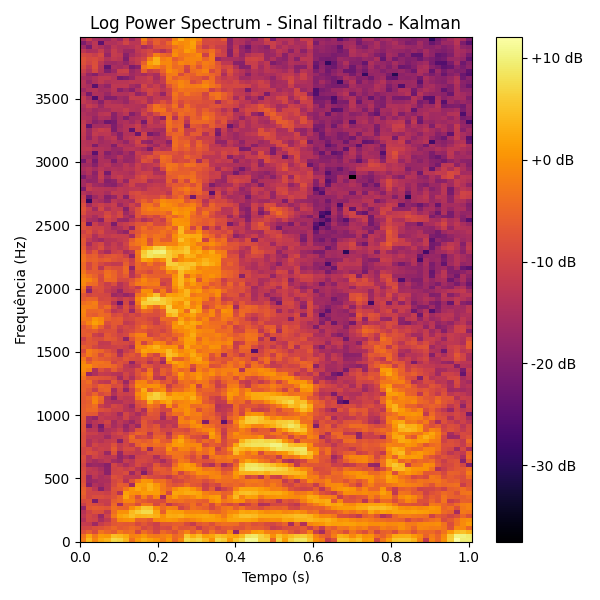 Log Power Spectrum - Sinal filtrado - Kalman
Frequência (Hz)
3500
3000
2500
2000
1500
1000
500
0
0.0 0.2 0.4 0.6 0.8 1.0
Tempo (s)
+10 dB
+0 dB
-10 dB
-20 dB
-30 dB